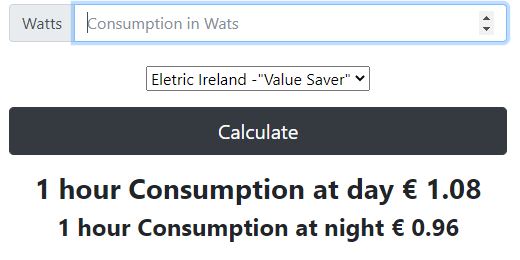 Watts Consumption in Wats
Eletric Ireland -"Value Saver"
Calculate
1 hour Consumption at day € 1.08
1 hour Consumption at night € 0.96